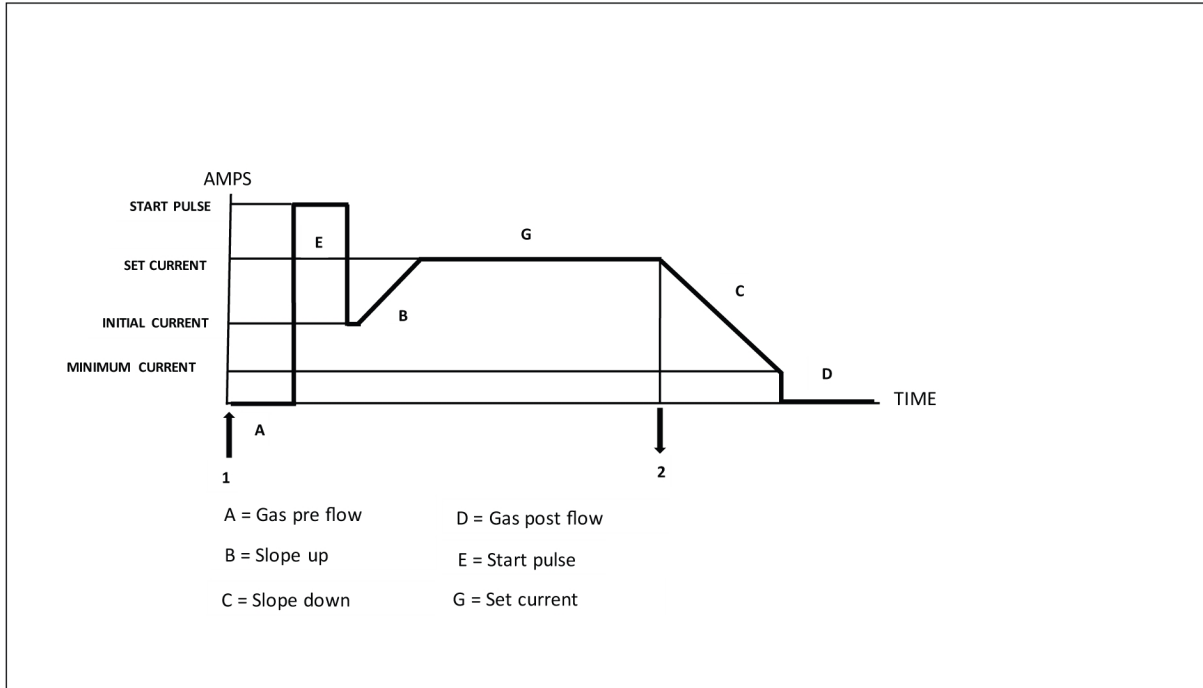 AMPS
START PULSE
E
G
SET CURRENT
C
B
INITIAL CURRENT
MINIMUM CURRENT
D
TIME
A
1
2
A = Gas pre flow
D = Gas post flow
B = Slope up
E = Start pulse
C = Slope down
G = Set current